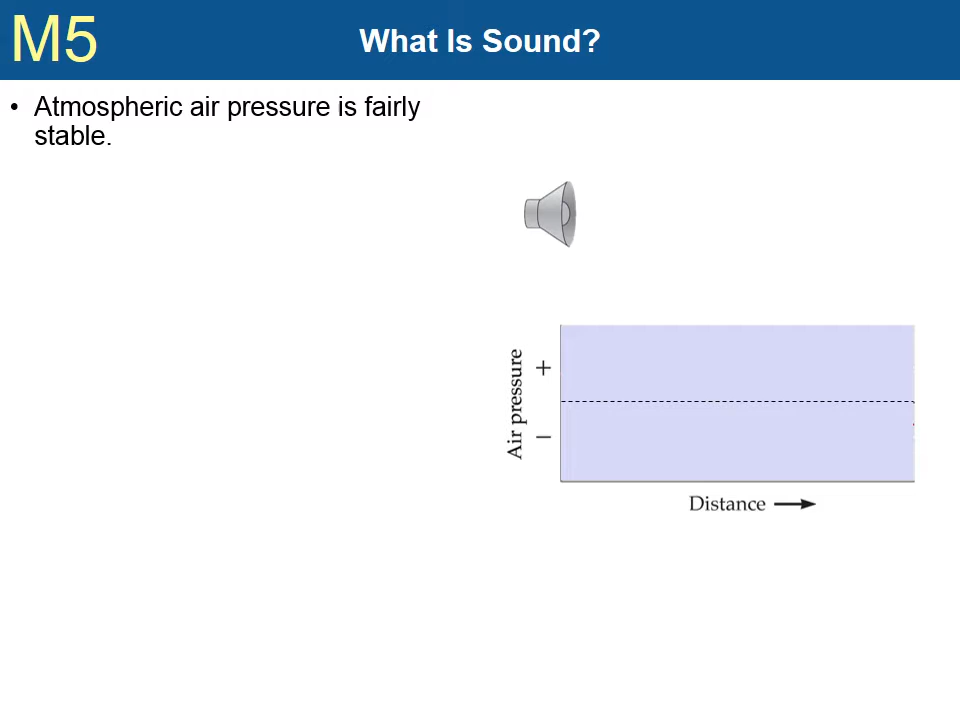 M5
What Is Sound?
• Atmospheric air pressure is fairly
stable.
Air pressure
+
−
Distance